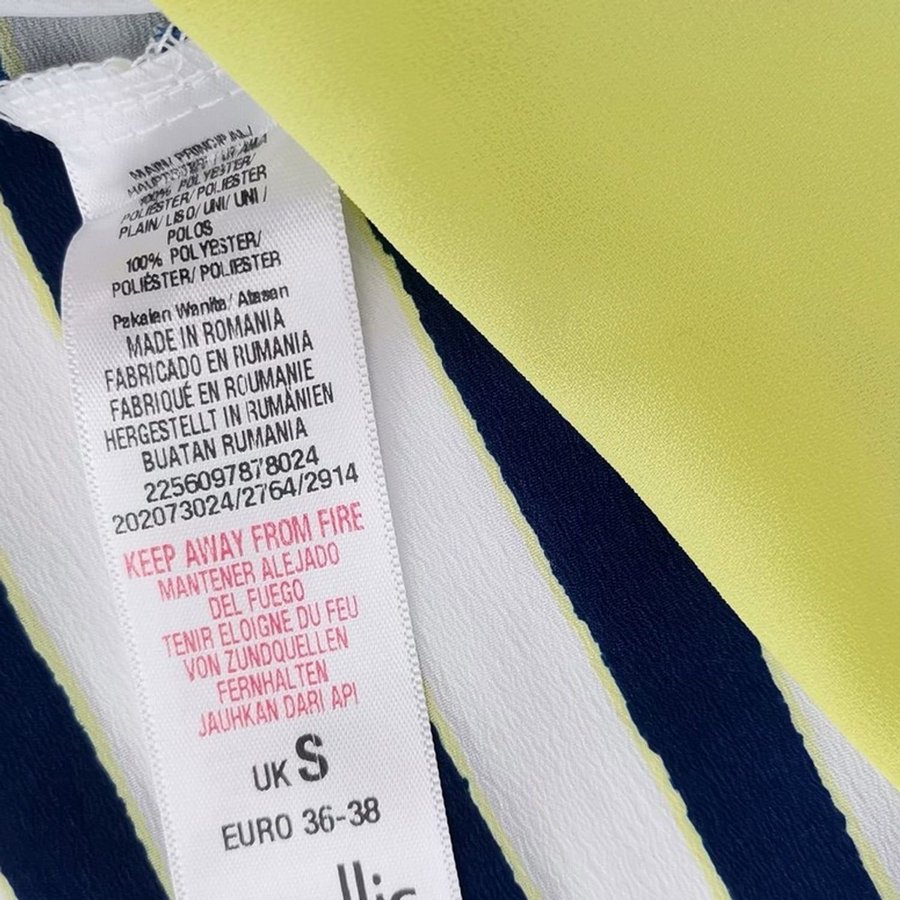 MAIN/ PRINCIPAL/
100% POLYESTER/
POLIESTER/ POLIESTER
PLAIN/ LISO/ UNI/ UNI /
POLOS
100% POLYESTER/
POLIÉSTER/ POLIESTER
Pakaian Wanita/ Atasan
MADE IN ROMANIA
FABRICADO EN RUMANIA
FABRIQUÉ EN ROUMANIE
HERGESTELLT IN RUMÄNIEN
BUATAN RUMANIA
2256097878024
202073024/2764/2914
KEEP AWAY FROM FIRE
MANTENER ALEJADO
DEL FUEGO
TENIR ELOIGNE DU FEU
VON ZUNDQUELLEN
FERNHALTEN
JAUHKAN DARI API
UK S
EURO 36-38